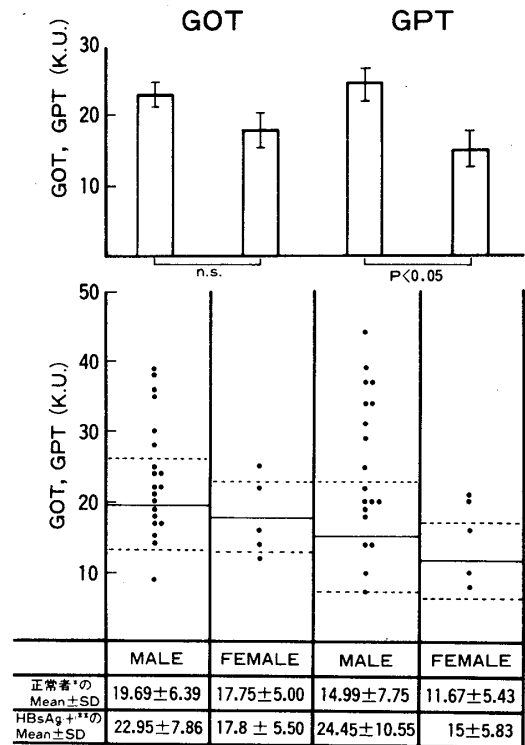 GOT GPT
GOT, GPT (K.U.)
30
20
10
n.s. P<0.05
GOT, GPT (K.U.)
50
40
30
20
10
MALE FEMALE MALE FEMALE
正常者*の Mean±SD 19.69±6.39 17.75±5.00 14.99±7.75 11.67±5.43
HBsAg+**の Mean±SD 22.95±7.86 17.8 ± 5.50 24.45±10.55 15±5.83